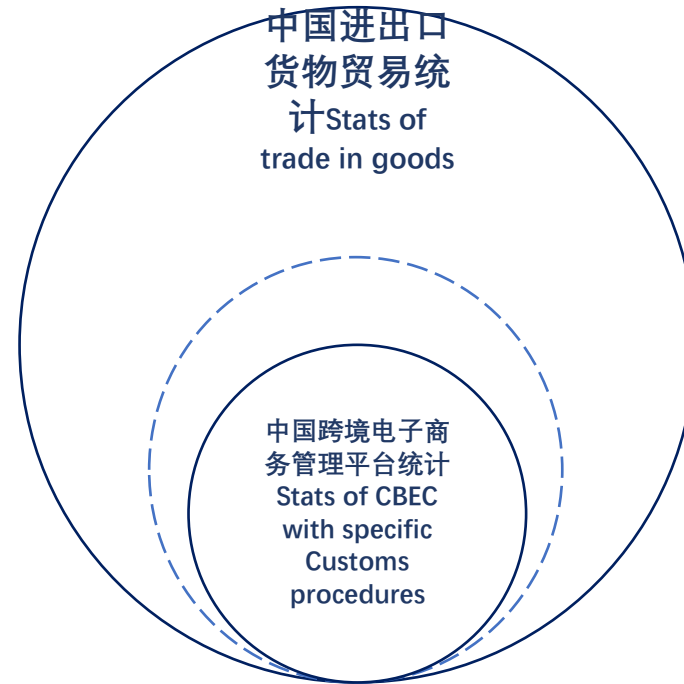 中国进出口
货物贸易统
计Stats of
trade in goods
中国跨境电子商
务管理平台统计
Stats of CBEC
with specific
Customs
procedures